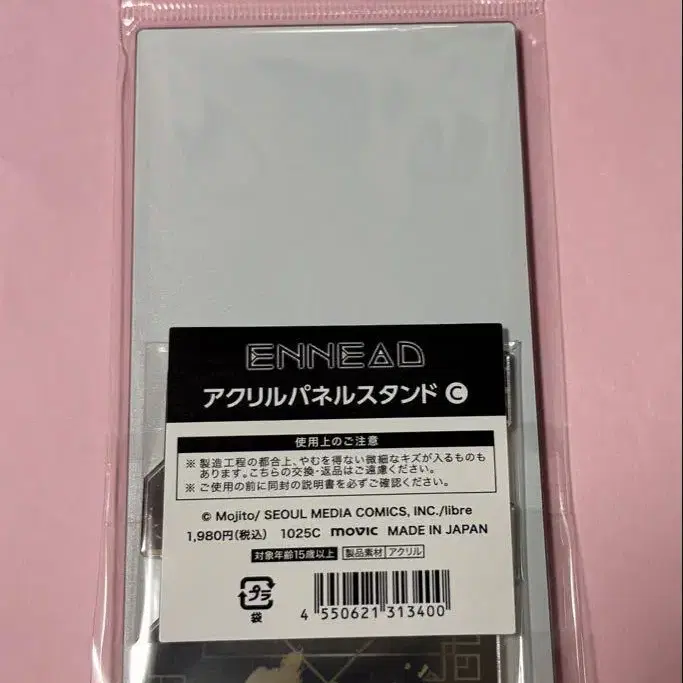 ENNEAD
アクリルパネルスタンド C
使用上のご注意
※ 製造工程の都合上、やむを得ない微細なキズが入るものも
あります。こちらの交換・返品はご遠慮ください。
※ ご使用の前に同封の説明書を必ずご確認ください。
© Mojito/ SEOUL MEDIA COMICS, INC./libre
1,980円(税込) 1025C movic MADE IN JAPAN
対象年齢15歳以上 製品素材 アクリル
プラ
袋
4 550621 313400